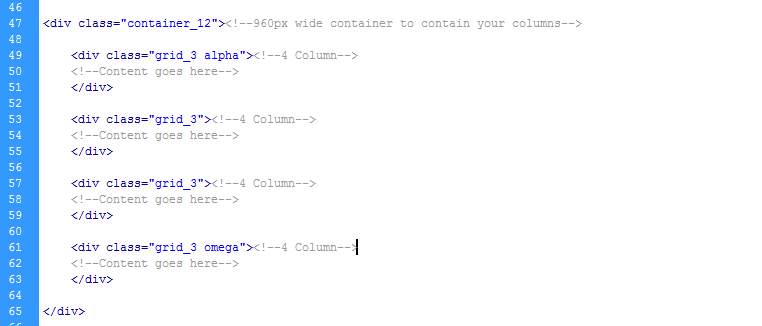 46
47 <div class="container_12"><!--960px wide container to contain your columns-->
48
49 <div class="grid_3 alpha"><!--4 Column-->
50 <!--Content goes here-->
51 </div>
52
53 <div class="grid_3"><!--4 Column-->
54 <!--Content goes here-->
55 </div>
56
57 <div class="grid_3"><!--4 Column-->
58 <!--Content goes here-->
59 </div>
60
61 <div class="grid_3 omega"><!--4 Column-->
62 <!--Content goes here-->
63 </div>
64
65 </div>